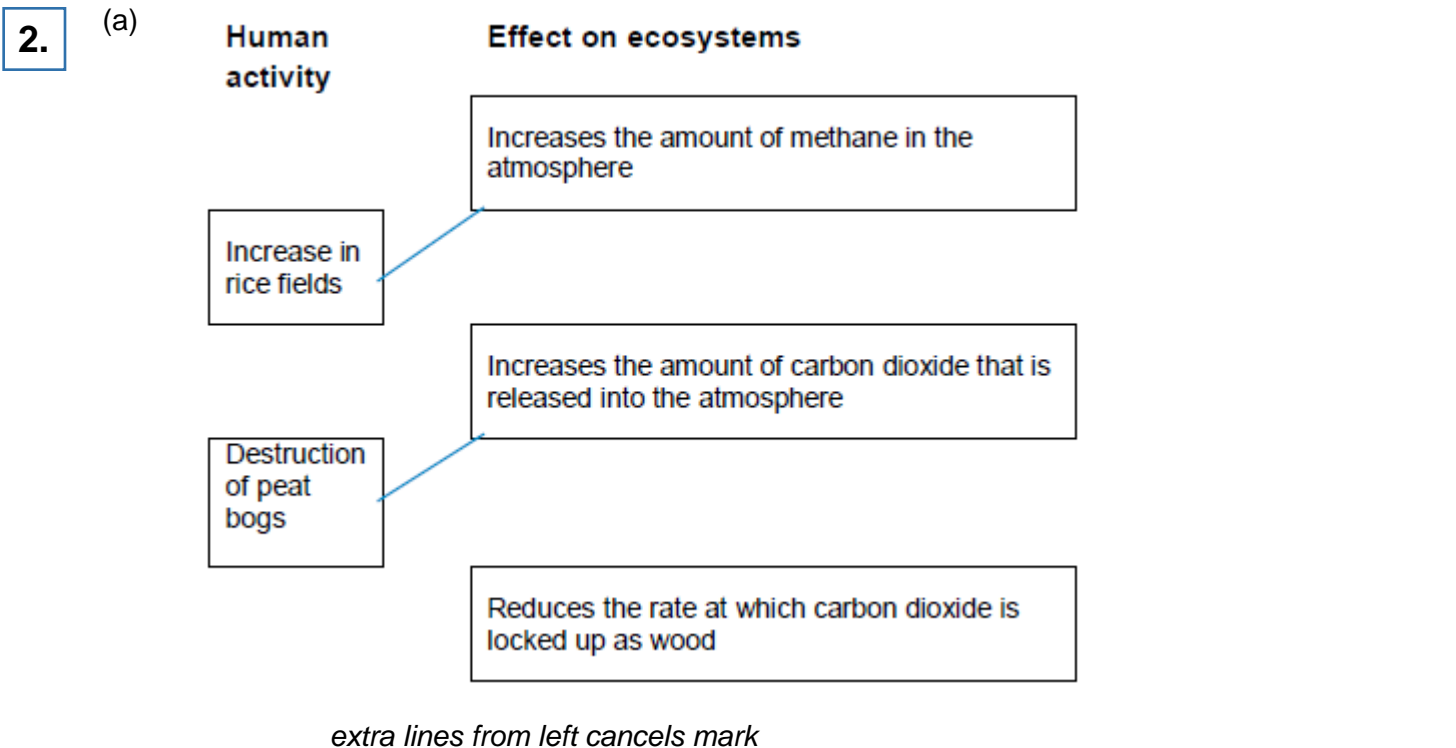 2.
(a)
Human
activity
Effect on ecosystems
Increases the amount of methane in the
atmosphere
Increase in
rice fields
Increases the amount of carbon dioxide that is
released into the atmosphere
Destruction
of peat
bogs
Reduces the rate at which carbon dioxide is
locked up as wood
extra lines from left cancels mark